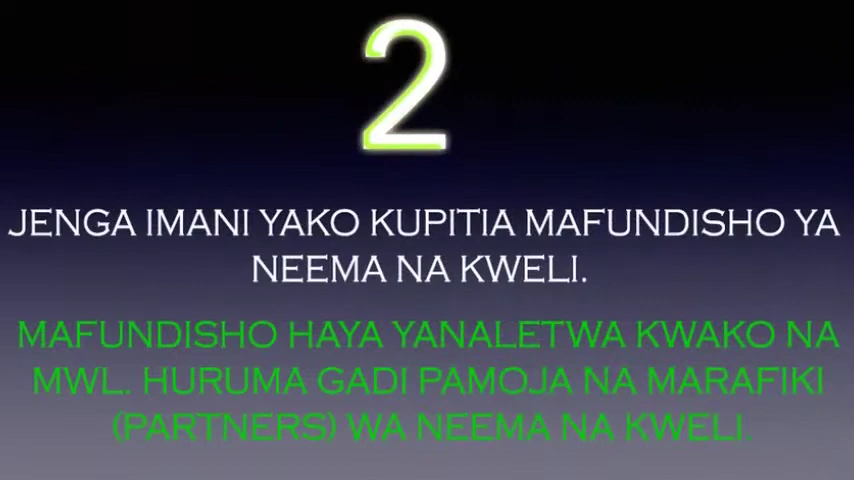 2
JENGA IMANI YAKO KUPITIA MAFUNDISHO YA
NEEMA NA KWELI.
MAFUNDISHO HAYA YANALETWA KWAKO NA
MWL. HURUMA GADI PAMOJA NA MARAFIKI
(PARTNERS) WA NEEMA NA KWELI.